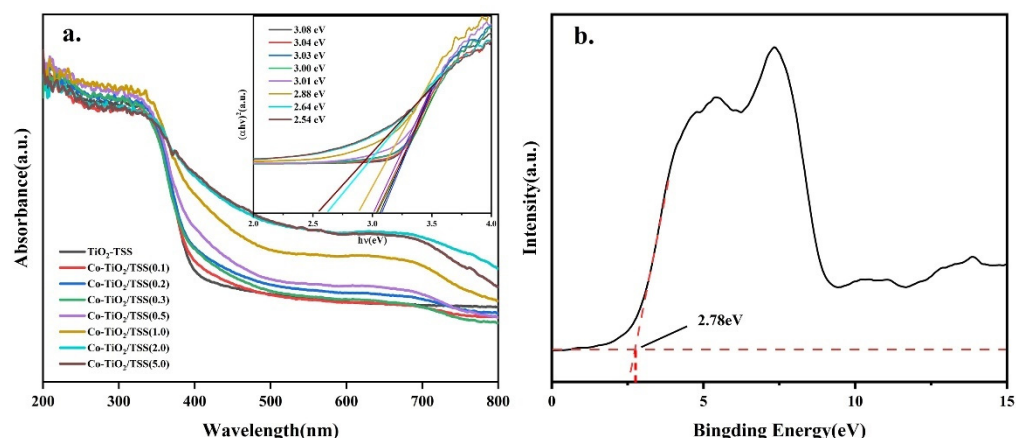 a.
3.08 eV
3.04 eV
3.03 eV
3.00 eV
3.01 eV
2.88 eV
2.64 eV
2.54 eV
(αhν)²(a.u.)
2.0 2.5 3.0 3.5 4.0
hν(eV)
Absorbance(a.u.)
TiO₂-TSS
Co-TiO₂/TSS(0.1)
Co-TiO₂/TSS(0.2)
Co-TiO₂/TSS(0.3)
Co-TiO₂/TSS(0.5)
Co-TiO₂/TSS(1.0)
Co-TiO₂/TSS(2.0)
Co-TiO₂/TSS(5.0)
200 300 400 500 600 700 800
Wavelength(nm)
b.
Intensity(a.u.)
2.78eV
0 5 10 15
Bingding Energy(eV)